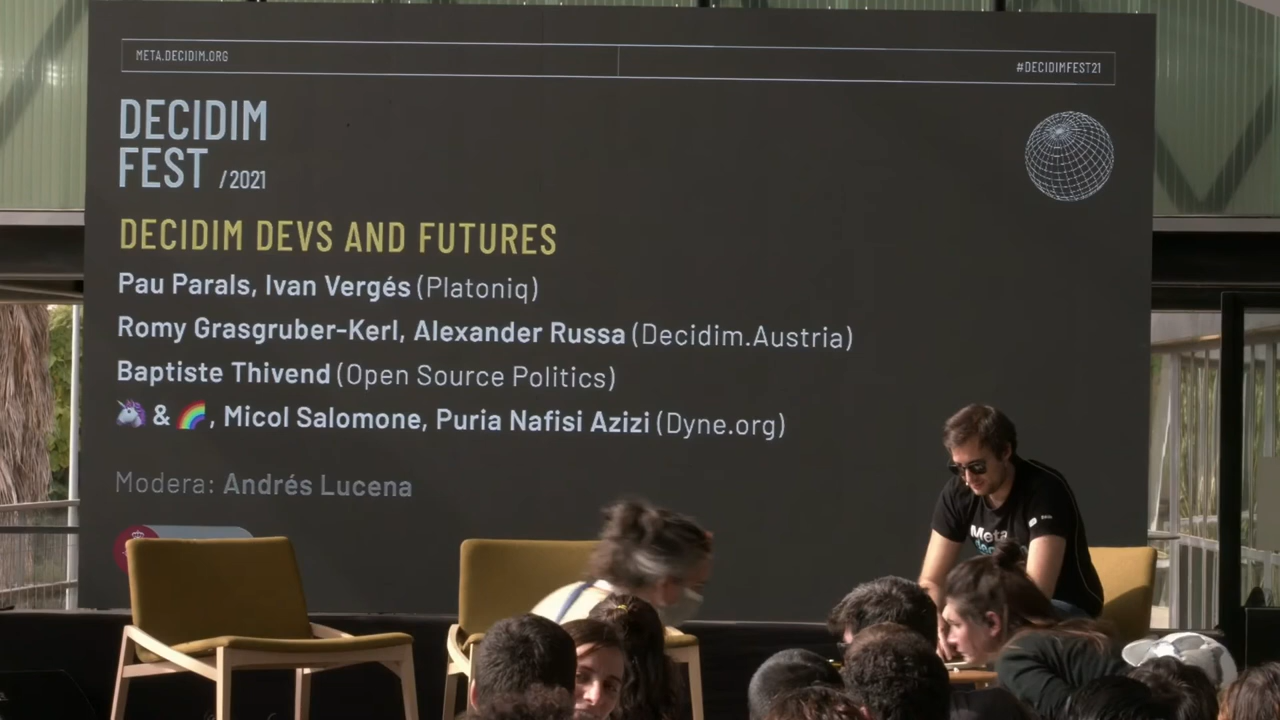 META.DECIDIM.ORG
#DECIDIMFEST21
DECIDIM
FEST /2021
DECIDIM DEVS AND FUTURES
Pau Parals, Ivan Vergés (Platoniq)
Romy Grasgruber-Kerl, Alexander Russa (Decidim.Austria)
Baptiste Thivend (Open Source Politics)
🦄 & 🌈, Micol Salomone, Puria Nafisi Azizi (Dyne.org)
Modera: Andrés Lucena
Meta